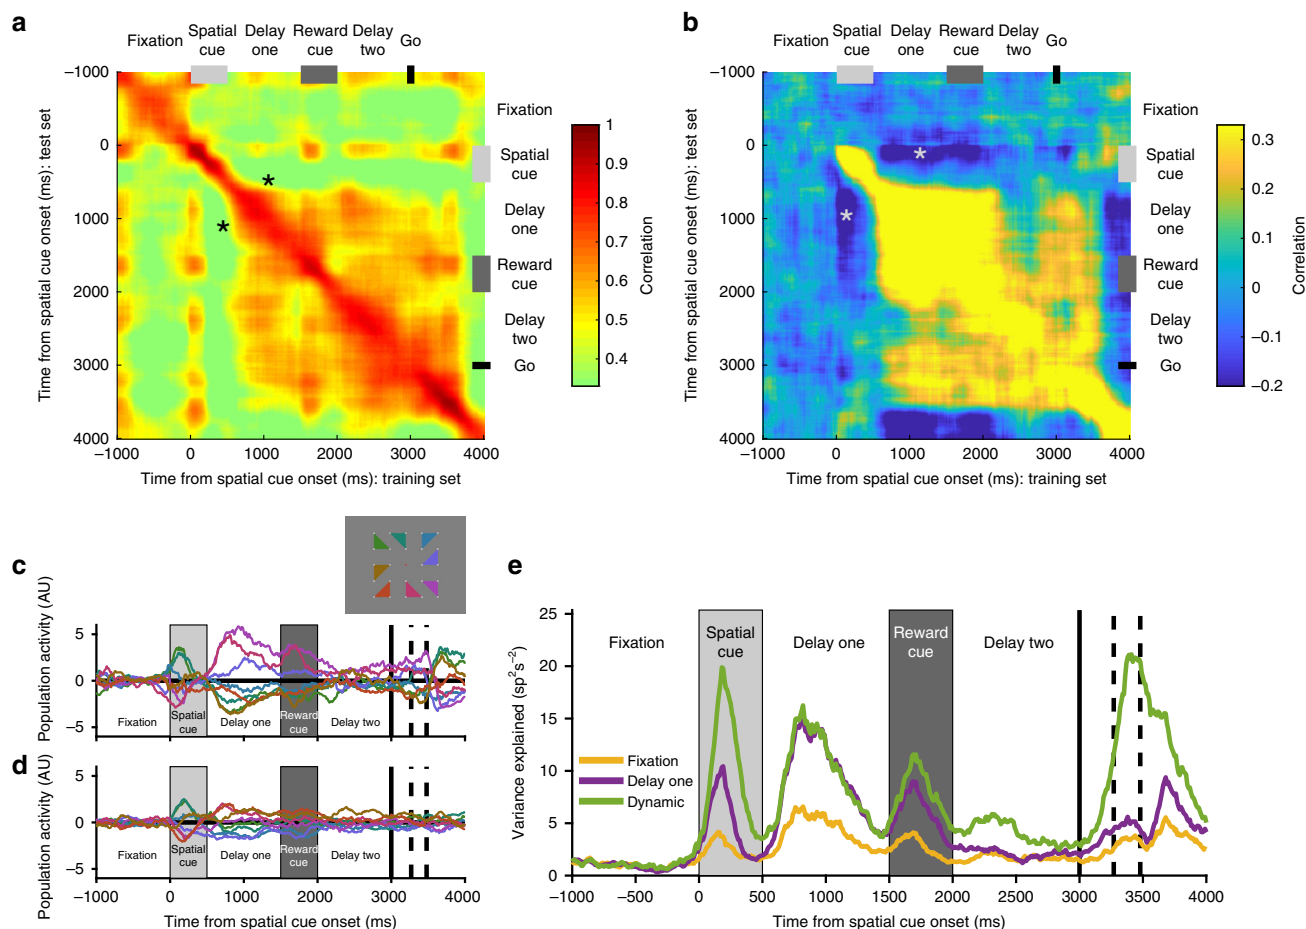 a
Fixation
Spatial cue
Delay one
Reward cue
Delay two
Go
Time from spatial cue onset (ms): test set
−1000
0
1000
2000
3000
4000
Fixation
Spatial cue
Delay one
Reward cue
Delay two
Go
*
*
−1000 0 1000 2000 3000 4000
Time from spatial cue onset (ms): training set
1
0.9
0.8
0.7
0.6
0.5
0.4
Correlation
b
Fixation
Spatial cue
Delay one
Reward cue
Delay two
Go
Time from spatial cue onset (ms): test set
−1000
0
1000
2000
3000
4000
Fixation
Spatial cue
Delay one
Reward cue
Delay two
Go
*
*
−1000 0 1000 2000 3000 4000
Time from spatial cue onset (ms): training set
0.3
0.2
0.1
0
−0.1
−0.2
Correlation
c
Population activity (AU)
5
0
−5
Fixation
Spatial cue
Delay one
Reward cue
Delay two
d
Population activity (AU)
5
0
−5
Fixation
Spatial cue
Delay one
Reward cue
Delay two
−1000 0 1000 2000 3000 4000
Time from spatial cue onset (ms)
e
Variance explained (sp²s⁻²)
25
20
15
10
5
0
Fixation
Spatial cue
Delay one
Reward cue
Delay two
Fixation
Delay one
Dynamic
−1000 −500 0 500 1000 1500 2000 2500 3000 3500 4000
Time from spatial cue onset (ms)